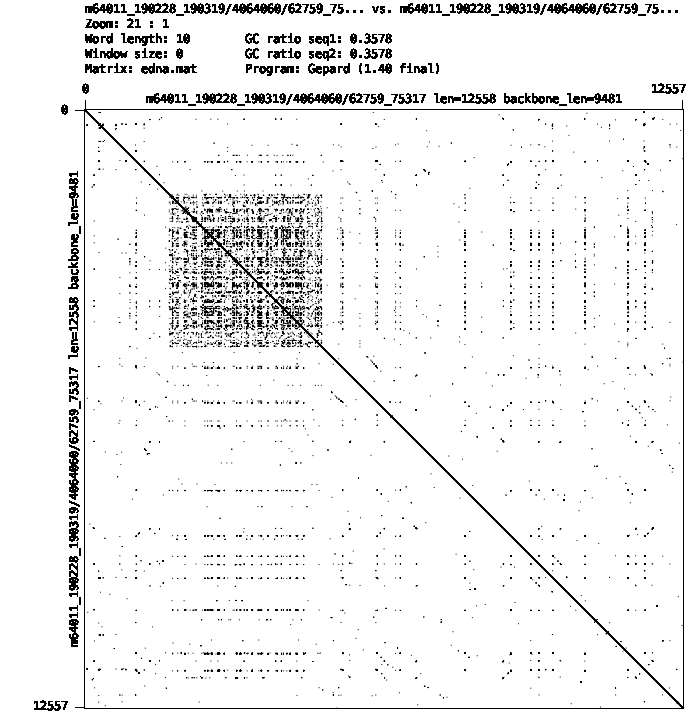 m64011_190228_190319/4064060/62759_75... vs. m64011_190228_190319/4064060/62759_75...
Zoom: 21 : 1
Word length: 10 GC ratio seq1: 0.3578
Window size: 0 GC ratio seq2: 0.3578
Matrix: edna.mat Program: Gepard (1.40 final)
0 12557
m64011_190228_190319/4064060/62759_75317 len=12558 backbone_len=9481
0
m64011_190228_190319/4064060/62759_75317 len=12558 backbone_len=9481
12557